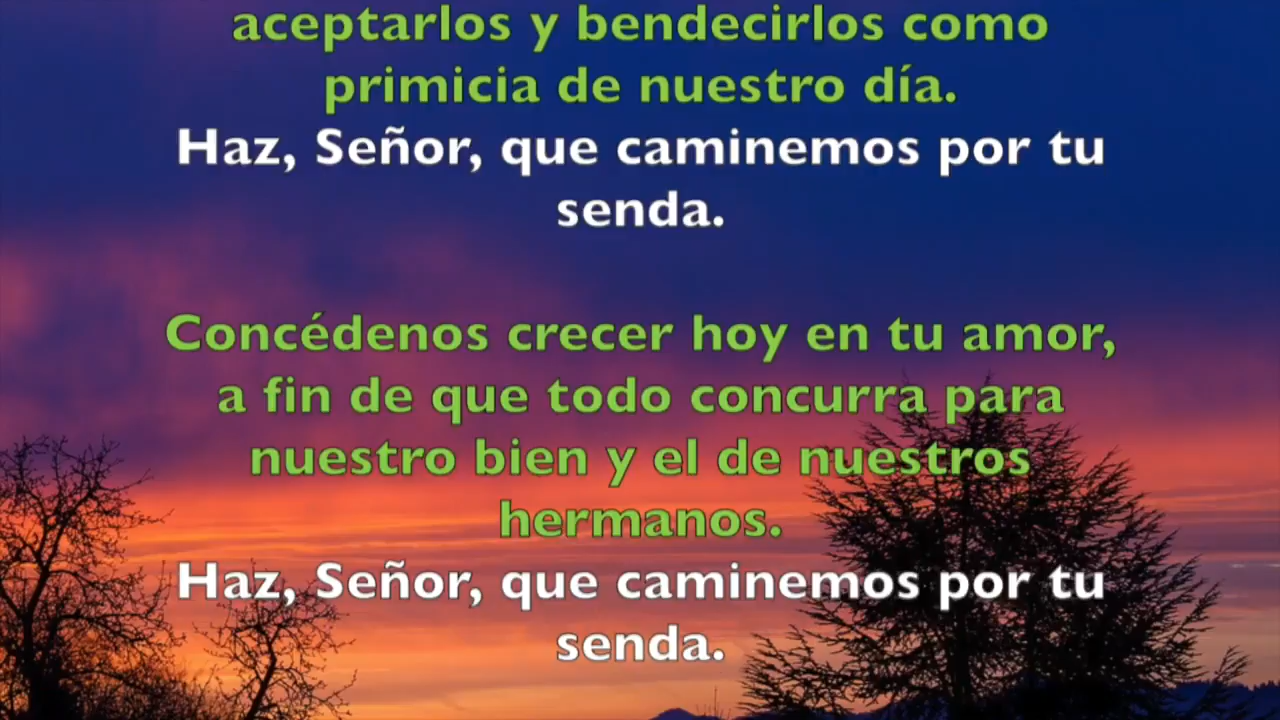 aceptarlos y bendecirlos como
primicia de nuestro día.
Haz, Señor, que caminemos por tu
senda.
Concédenos crecer hoy en tu amor,
a fin de que todo concurra para
nuestro bien y el de nuestros
hermanos.
Haz, Señor, que caminemos por tu
senda.